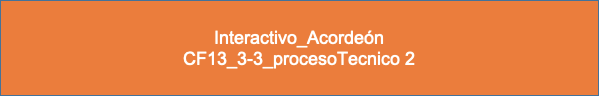 Interactivo_Acordeón
CF13_3-3_procesoTecnico 2